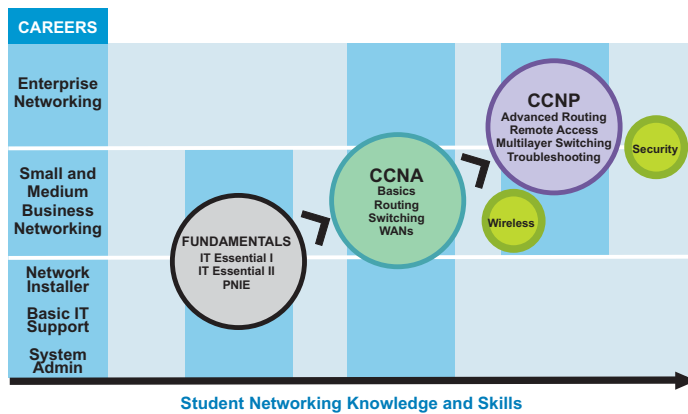 CAREERS
Enterprise
Networking
Small and
Medium
Business
Networking
Network
Installer
Basic IT
Support
System
Admin
FUNDAMENTALS
IT Essential I
IT Essential II
PNIE
CCNA
Basics
Routing
Switching
WANs
CCNP
Advanced Routing
Remote Access
Multilayer Switching
Troubleshooting
Wireless
Security
Student Networking Knowledge and Skills